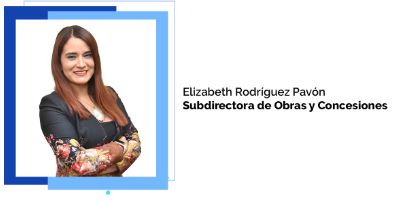 Elizabeth Rodríguez Pavón
Subdirectora de Obras y Concesiones